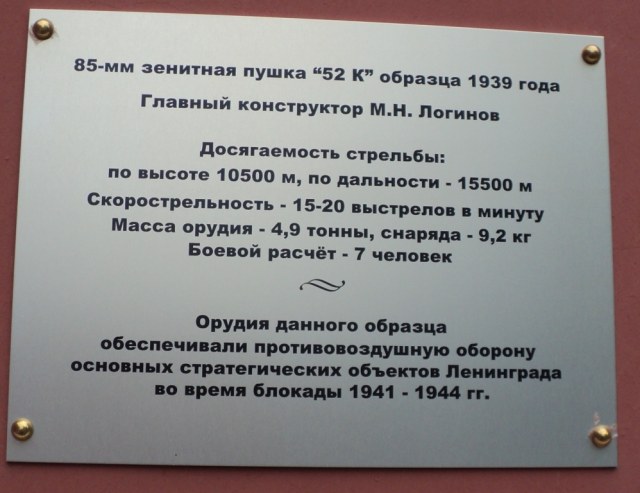 85-мм зенитная пушка “52 К” образца 1939 года
Главный конструктор М.Н. Логинов
Досягаемость стрельбы:
по высоте 10500 м, по дальности - 15500 м
Скорострельность - 15-20 выстрелов в минуту
Масса орудия - 4,9 тонны, снаряда - 9,2 кг
Боевой расчёт - 7 человек
Орудия данного образца
обеспечивали противовоздушную оборону
основных стратегических объектов Ленинграда
во время блокады 1941 - 1944 гг.